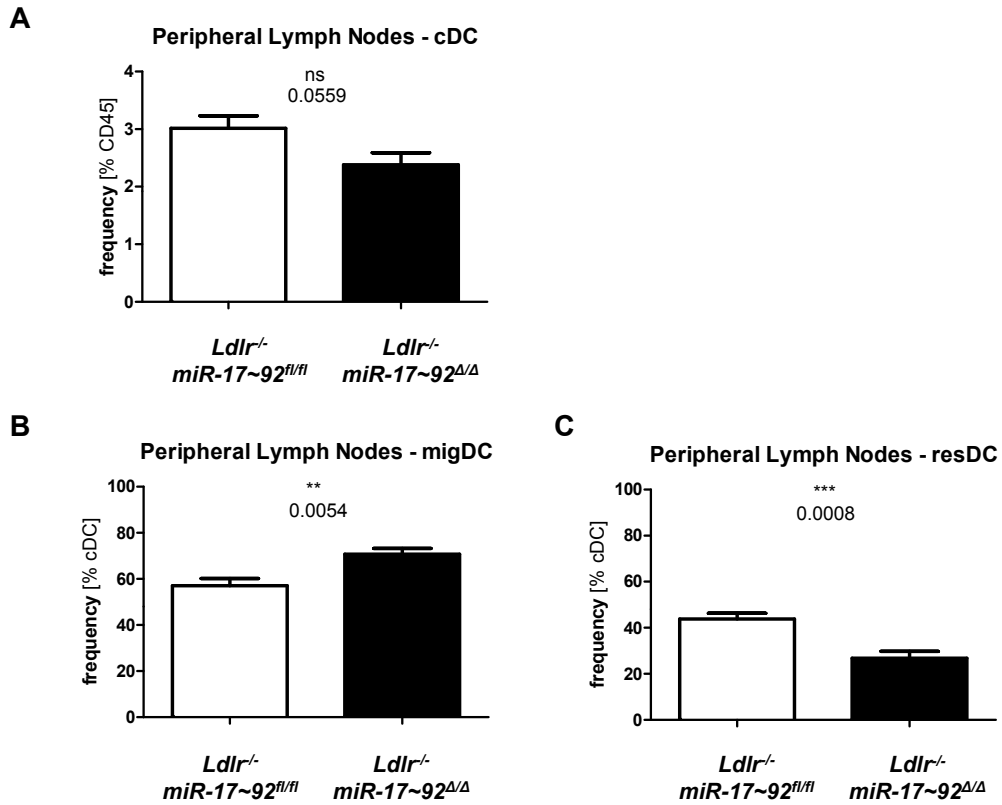 A
Peripheral Lymph Nodes - cDC
ns
0.0559
frequency [% CD45]
4
3
2
1
0
Ldlr-/- Ldlr-/-
miR-17~92fl/fl miR-17~92Δ/Δ
B
Peripheral Lymph Nodes - migDC
**
0.0054
frequency [% cDC]
100
80
60
40
20
0
Ldlr-/- Ldlr-/-
miR-17~92fl/fl miR-17~92Δ/Δ
C
Peripheral Lymph Nodes - resDC
***
0.0008
frequency [% cDC]
100
80
60
40
20
0
Ldlr-/- Ldlr-/-
miR-17~92fl/fl miR-17~92Δ/Δ